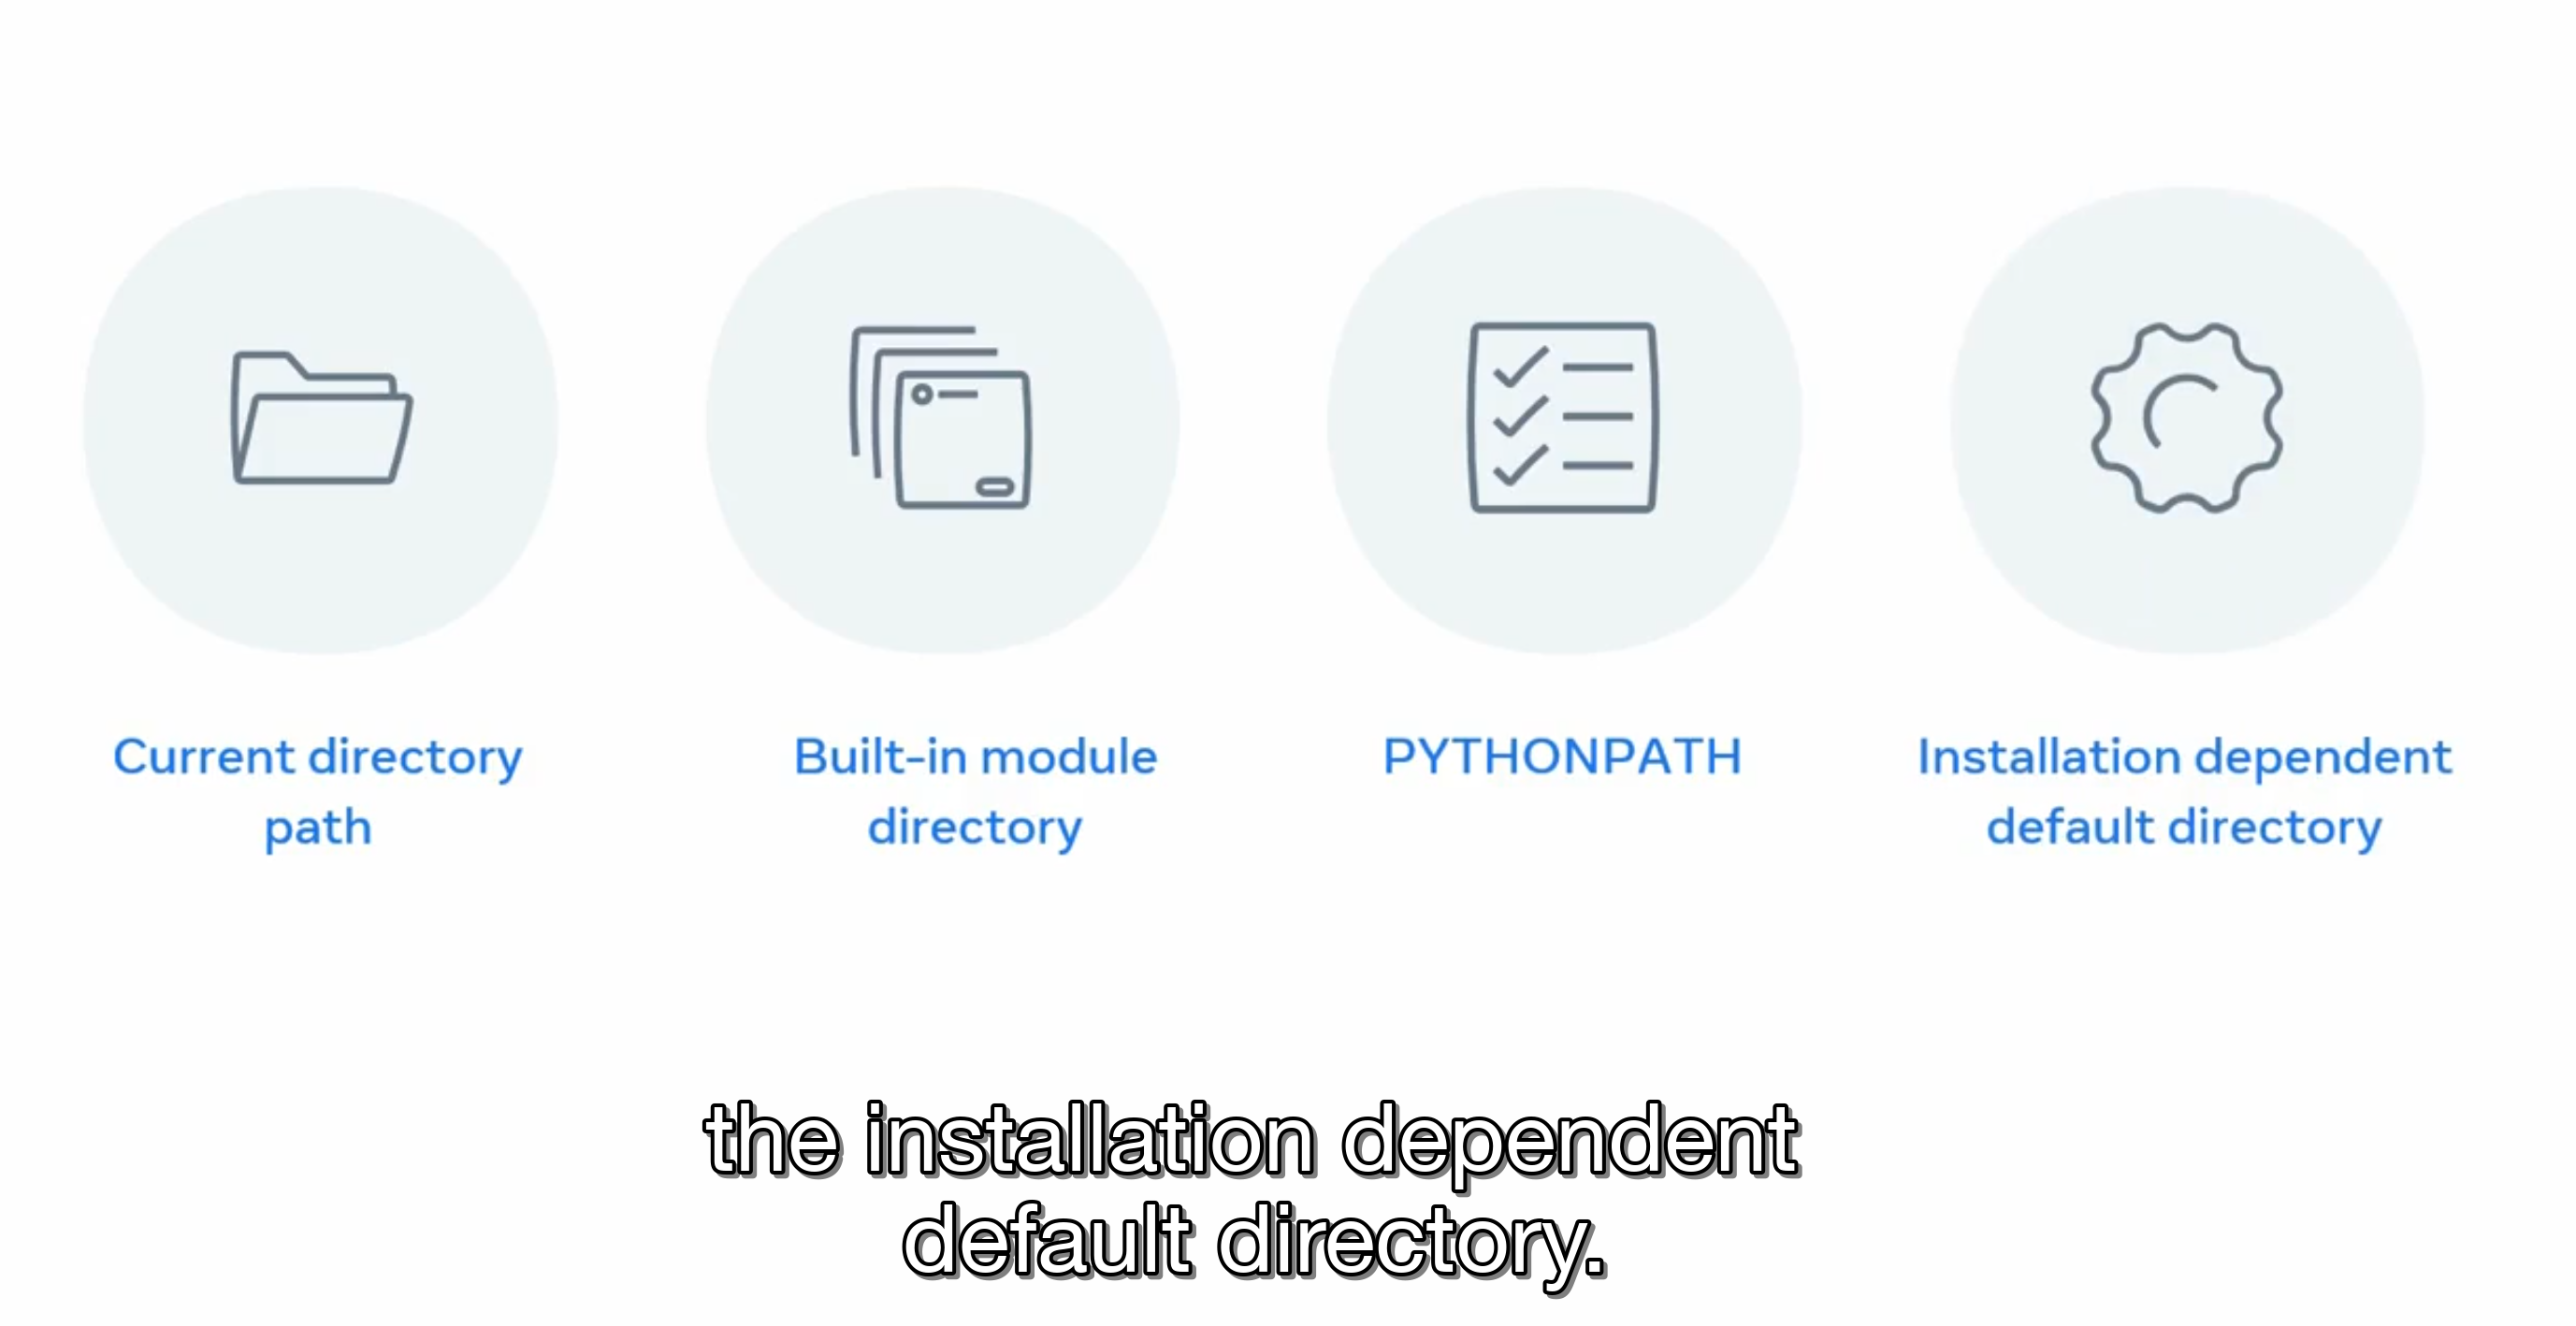 Current directory
path
Built-in module
directory
PYTHONPATH
Installation dependent
default directory
the installation dependent
default directory.